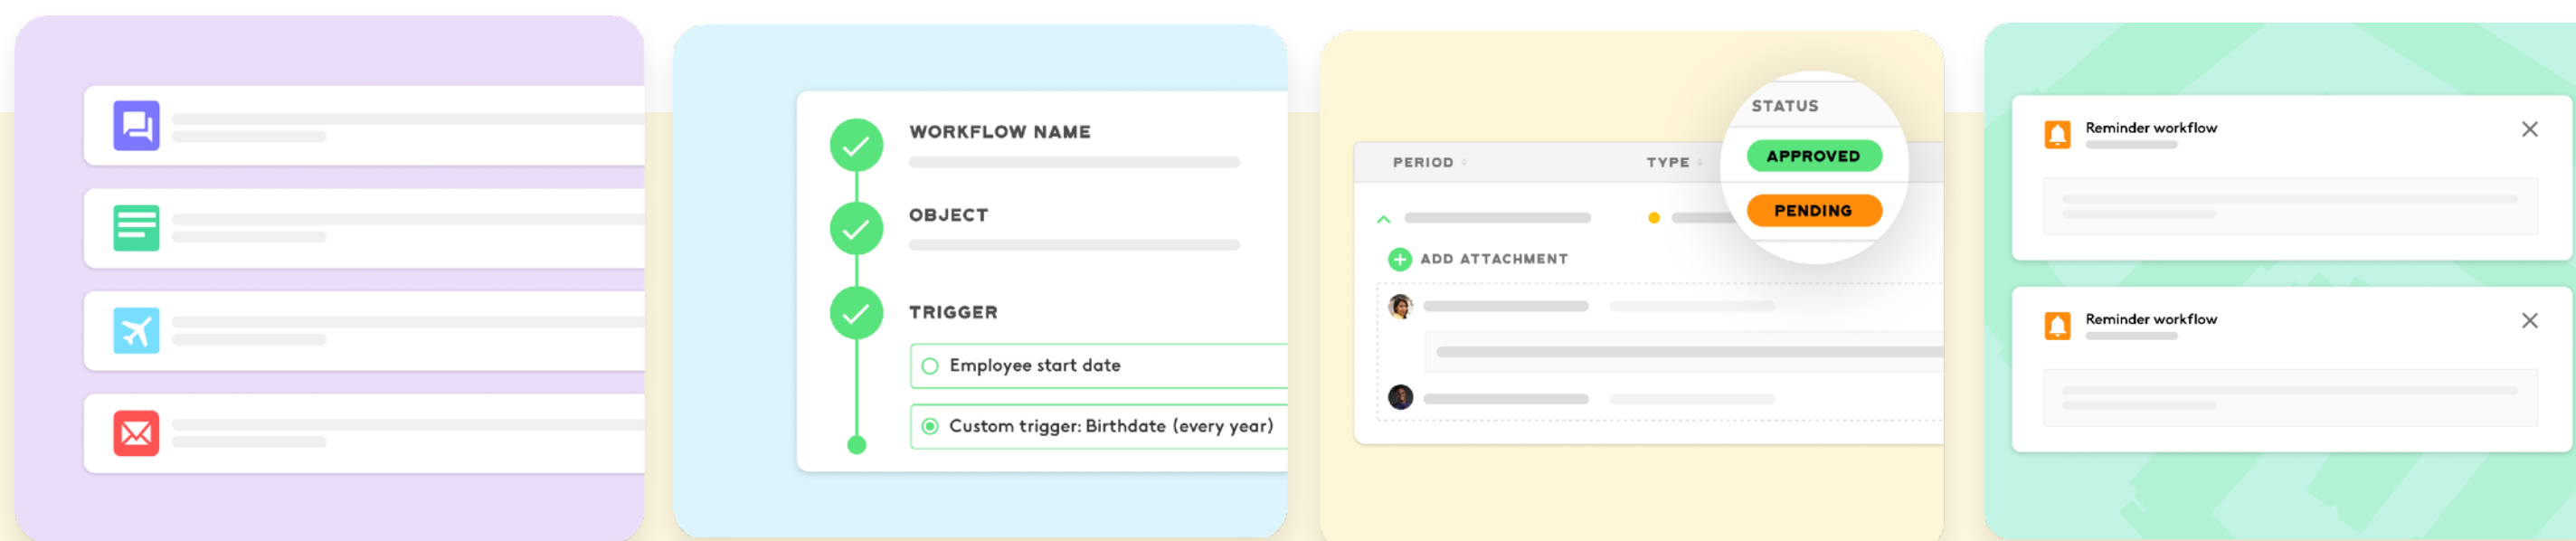 WORKFLOW NAME
OBJECT
TRIGGER
Employee start date
Custom trigger: Birthdate (every year)
PERIOD
TYPE
STATUS
APPROVED
PENDING
ADD ATTACHMENT
Reminder workflow
Reminder workflow